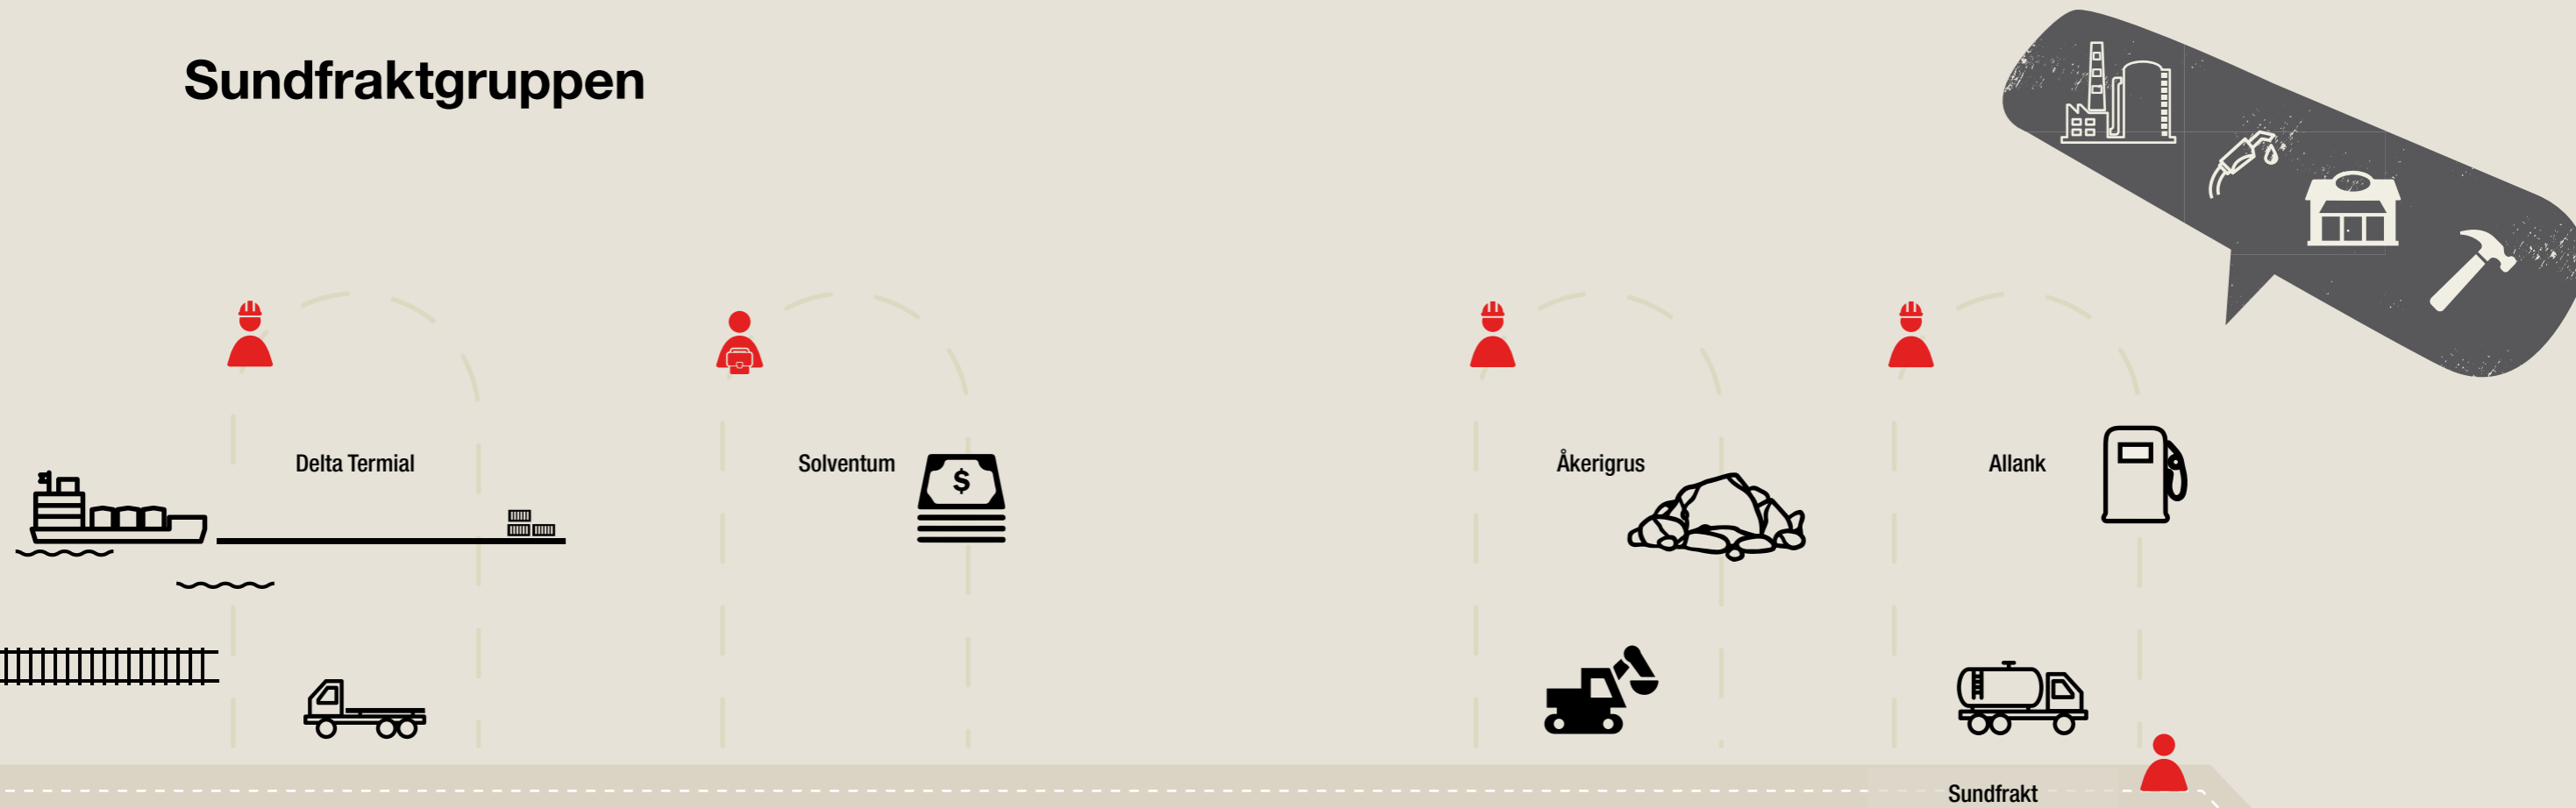 Sundfraktgruppen
Delta Termial
Solventum
$
Åkerigrus
Allank
Sundfrakt